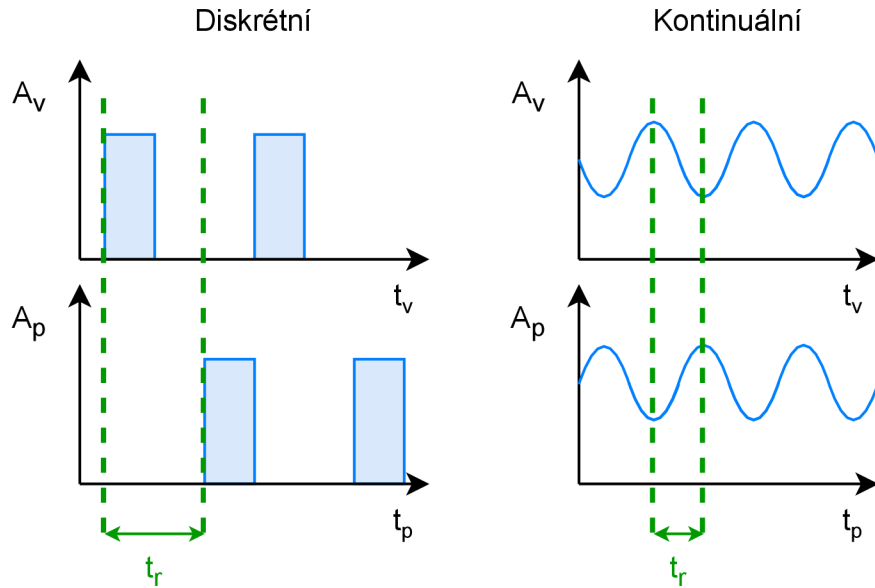 Diskrétní
Kontinuální
A_v
A_v
t_v
t_v
A_p
A_p
t_p
t_p
t_r
t_r